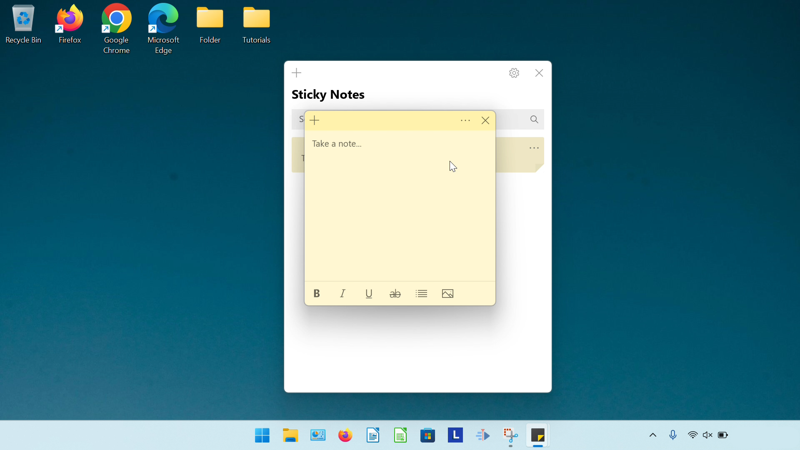 Recycle Bin
Firefox
Google
Chrome
Microsoft
Edge
Folder
Tutorials
Sticky Notes
Take a note...
B I U ab
L